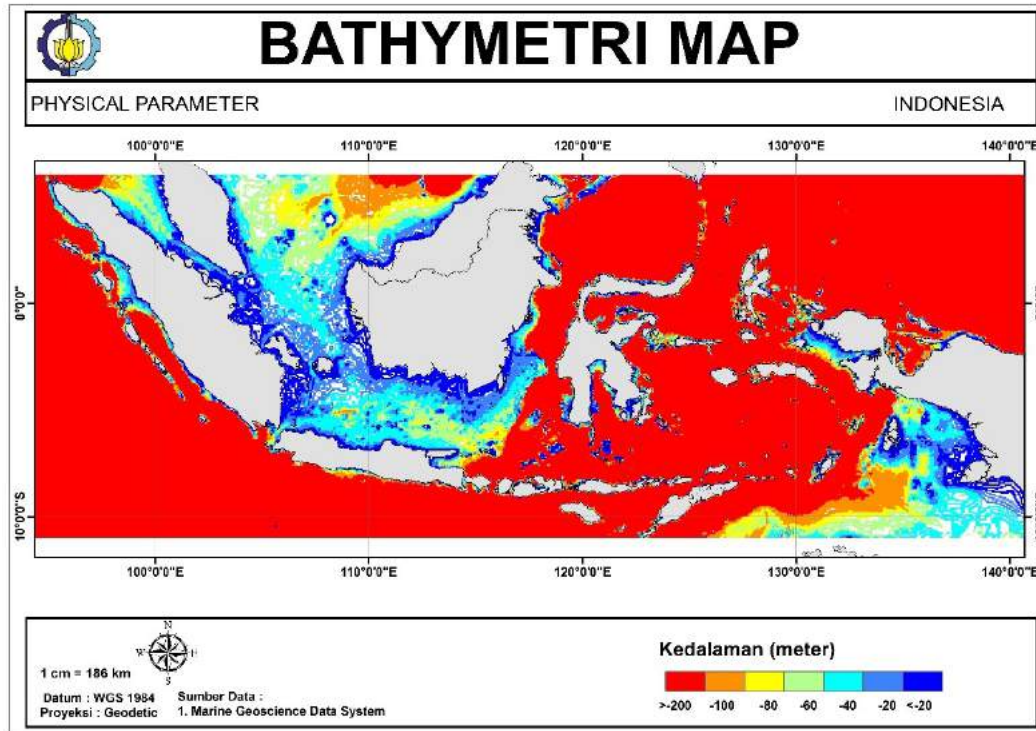 BATHYMETRI MAP
PHYSICAL PARAMETER INDONESIA
100°0'0"E 110°0'0"E 120°0'0"E 130°0'0"E 140°0'0"E
0°0'0"
10°0'0"S
100°0'0"E 110°0'0"E 120°0'0"E 130°0'0"E 140°0'0"E
N
W E
S
1 cm = 186 km
Datum : WGS 1984
Proyeksi : Geodetic
Sumber Data :
1. Marine Geoscience Data System
Kedalaman (meter)
>-200 -100 -80 -60 -40 -20 <-20